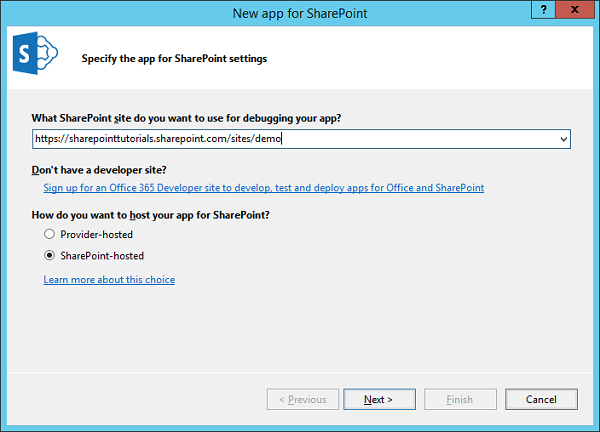 New app for SharePoint
? x
S
Specify the app for SharePoint settings
What SharePoint site do you want to use for debugging your app?
https://sharepointtutorials.sharepoint.com/sites/demo
Don't have a developer site?
Sign up for an Office 365 Developer site to develop, test and deploy apps for Office and SharePoint
How do you want to host your app for SharePoint?
Provider-hosted
SharePoint-hosted
Learn more about this choice
< Previous Next > Finish Cancel